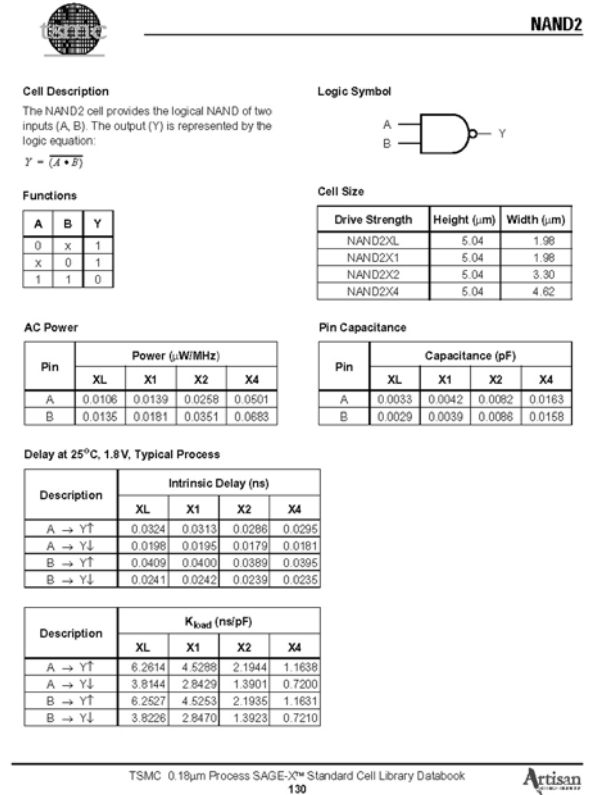 tsmc
NAND2
Cell Description
The NAND2 cell provides the logical NAND of two
inputs (A, B). The output (Y) is represented by the
logic equation:
Y = (A • B)
Logic Symbol
A
B
Y
Functions
A B Y
0 x 1
x 0 1
1 1 0
Cell Size
Drive Strength Height (μm) Width (μm)
NAND2XL 5.04 1.98
NAND2X1 5.04 1.98
NAND2X2 5.04 3.30
NAND2X4 5.04 4.62
AC Power
Pin Power (μW/MHz)
XL X1 X2 X4
A 0.0106 0.0139 0.0258 0.0501
B 0.0135 0.0181 0.0351 0.0683
Pin Capacitance
Pin Capacitance (pF)
XL X1 X2 X4
A 0.0033 0.0042 0.0082 0.0163
B 0.0029 0.0039 0.0086 0.0158
Delay at 25°C, 1.8V, Typical Process
Description Intrinsic Delay (ns)
XL X1 X2 X4
A → Y↑ 0.0324 0.0313 0.0286 0.0295
A → Y↓ 0.0198 0.0195 0.0179 0.0181
B → Y↑ 0.0409 0.0400 0.0389 0.0395
B → Y↓ 0.0241 0.0242 0.0239 0.0235
Description Kload (ns/pF)
XL X1 X2 X4
A → Y↑ 6.2614 4.5288 2.1944 1.1638
A → Y↓ 3.8144 2.8429 1.3901 0.7200
B → Y↑ 6.2527 4.5253 2.1935 1.1631
B → Y↓ 3.8226 2.8470 1.3923 0.7210
TSMC 0.18μm Process SAGE-X™ Standard Cell Library Databook
130
Artisan